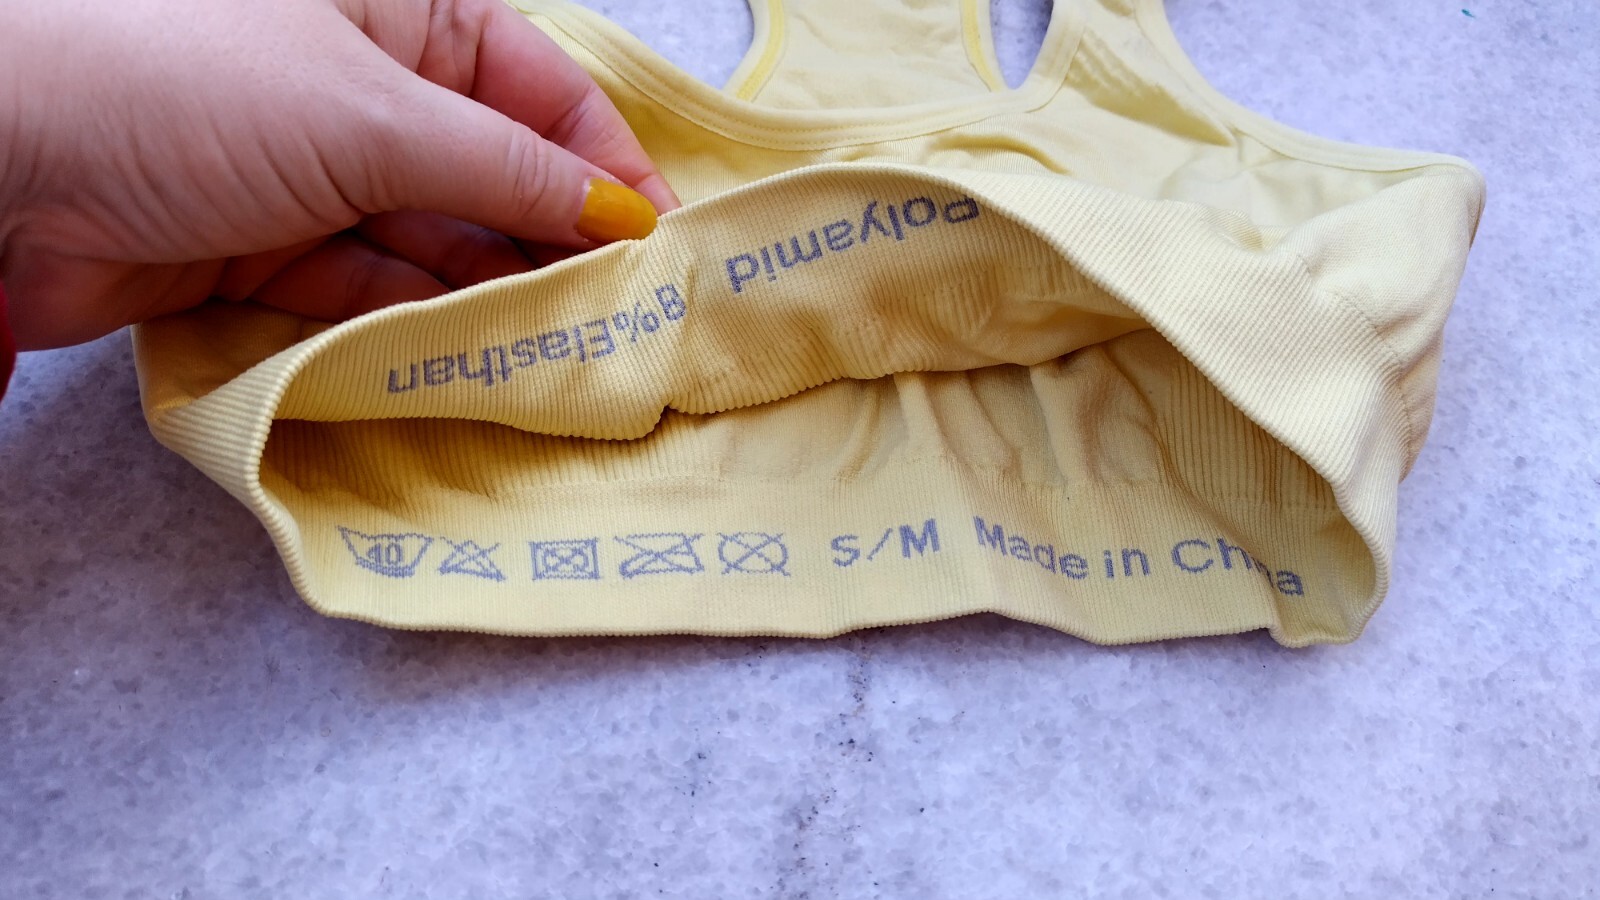 Polyamid 8%Elasthan
40 S/M Made in China